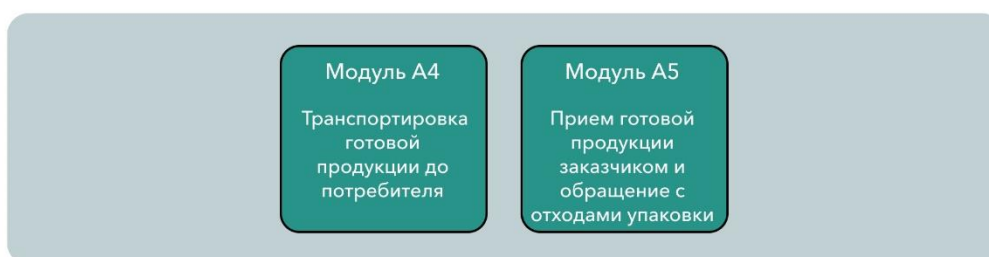 Модуль А4
Транспортировка
готовой
продукции до
потребителя
Модуль А5
Прием готовой
продукции
заказчиком и
обращение с
отходами упаковки